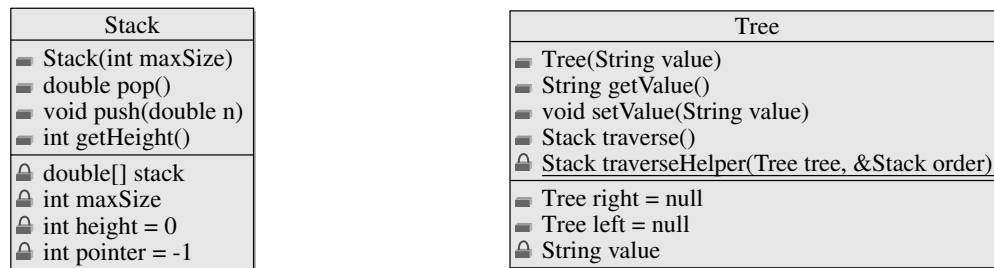 Stack
Stack(int maxSize)
double pop()
void push(double n)
int getHeight()
double[] stack
int maxSize
int height = 0
int pointer = -1
Tree
Tree(String value)
String getValue()
void setValue(String value)
Stack traverse()
Stack traverseHelper(Tree tree, &Stack order)
Tree right = null
Tree left = null
String value